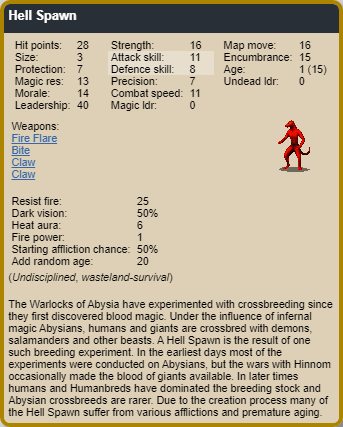 Hell Spawn
Hit points: 28 Strength: 16 Map move: 16
Size: 3 Attack skill: 11 Encumbrance: 15
Protection: 7 Defence skill: 8 Age: 1 (15)
Magic res: 13 Precision: 7 Undead ldr: 0
Morale: 14 Combat speed: 11
Leadership: 40 Magic ldr: 0
Weapons:
Fire Flare
Bite
Claw
Claw
Resist fire: 25
Dark vision: 50%
Heat aura: 6
Fire power: 1
Starting affliction chance: 50%
Add random age: 20
(Undisciplined, wasteland-survival)
The Warlocks of Abysia have experimented with crossbreeding since
they first discovered blood magic. Under the influence of infernal
magic Abysians, humans and giants are crossbred with demons,
salamanders and other beasts. A Hell Spawn is the result of one
such breeding experiment. In the earliest days most of the
experiments were conducted on Abysians, but the wars with Hinnom
occasionally made the blood of giants available. In later times
humans and Humanbreds have dominated the breeding stock and
Abysian crossbreeds are rarer. Due to the creation process many of
the Hell Spawn suffer from various afflictions and premature aging.